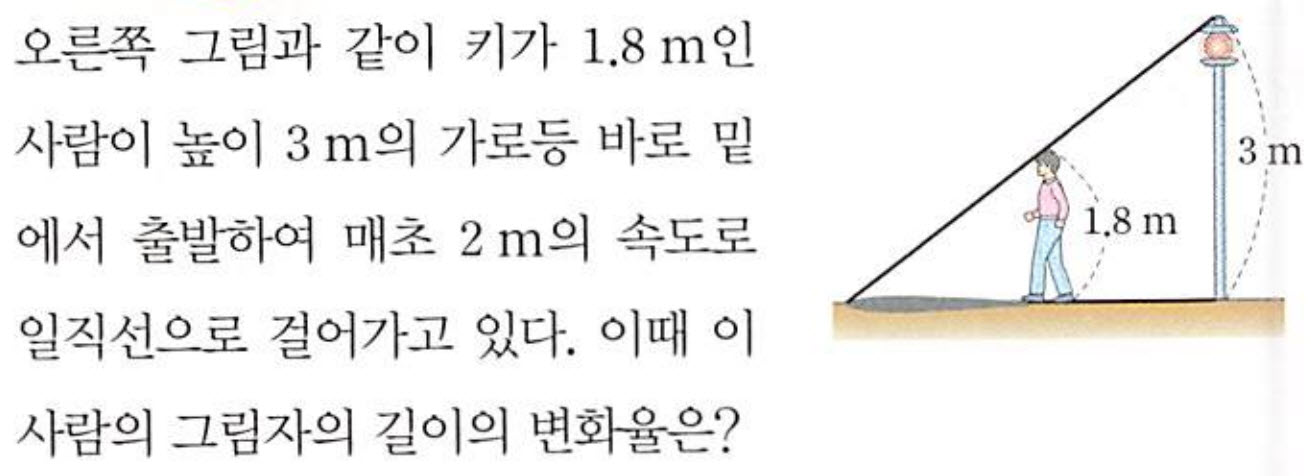 오른쪽 그림과 같이 키가 1.8 m인
사람이 높이 3 m의 가로등 바로 밑
에서 출발하여 매초 2 m의 속도로
일직선으로 걸어가고 있다. 이때 이
사람의 그림자의 길이의 변화율은?
3 m
1.8 m